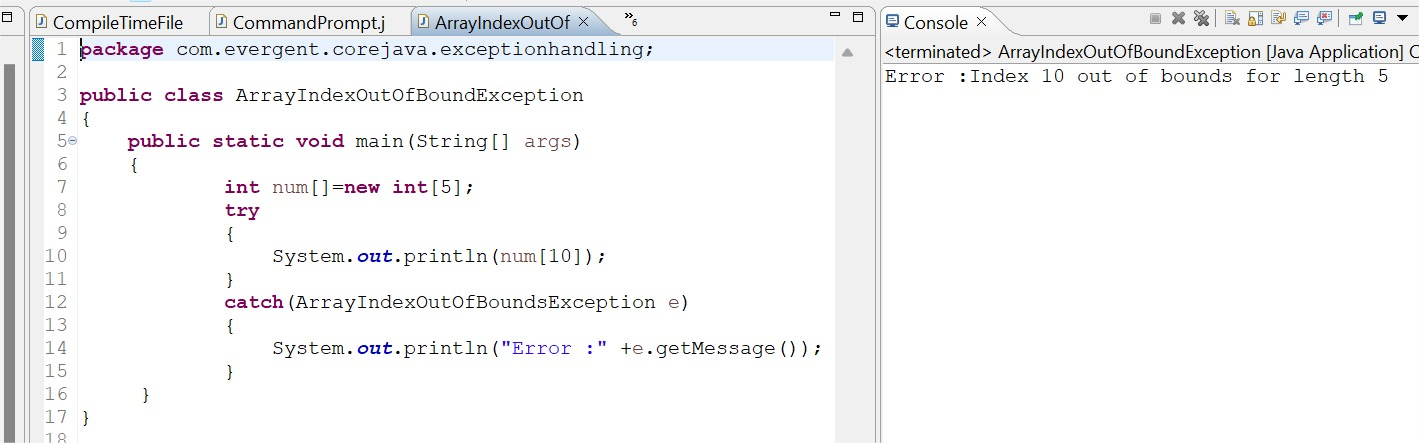 CompileTimeFile CommandPrompt.j ArrayIndexOutOf »6
1 package com.evergent.corejava.exceptionhandling;
2
3 public class ArrayIndexOutOfBoundException
4 {
5 public static void main(String[] args)
6 {
7 int num[]=new int[5];
8 try
9 {
10 System.out.println(num[10]);
11 }
12 catch(ArrayIndexOutOfBoundsException e)
13 {
14 System.out.println("Error :" +e.getMessage());
15 }
16 }
17 }
18
Console
<terminated> ArrayIndexOutOfBoundException [Java Application] C
Error :Index 10 out of bounds for length 5